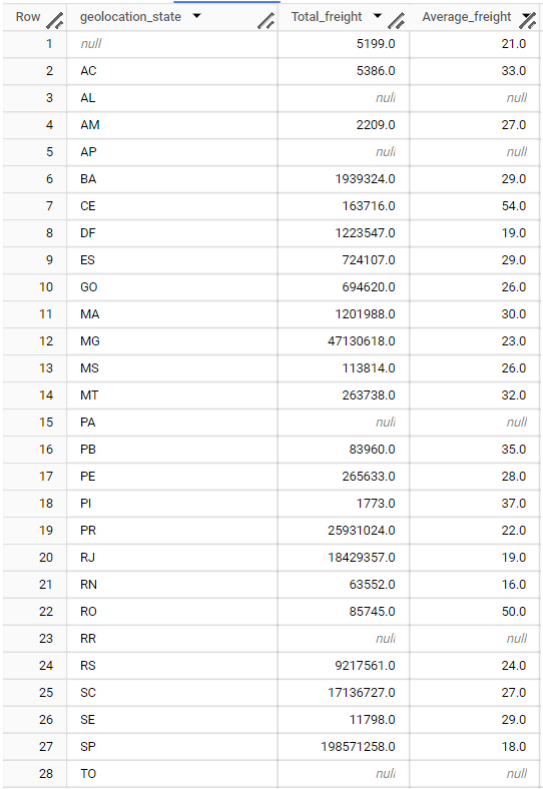 Row geolocation_state Total_freight Average_freight
1 null 5199.0 21.0
2 AC 5386.0 33.0
3 AL null null
4 AM 2209.0 27.0
5 AP null null
6 BA 1939324.0 29.0
7 CE 163716.0 54.0
8 DF 1223547.0 19.0
9 ES 724107.0 29.0
10 GO 694620.0 26.0
11 MA 1201988.0 30.0
12 MG 47130618.0 23.0
13 MS 113814.0 26.0
14 MT 263738.0 32.0
15 PA null null
16 PB 83960.0 35.0
17 PE 265633.0 28.0
18 PI 1773.0 37.0
19 PR 25931024.0 22.0
20 RJ 18429357.0 19.0
21 RN 63552.0 16.0
22 RO 85745.0 50.0
23 RR null null
24 RS 9217561.0 24.0
25 SC 17136727.0 27.0
26 SE 11798.0 29.0
27 SP 198571258.0 18.0
28 TO null null